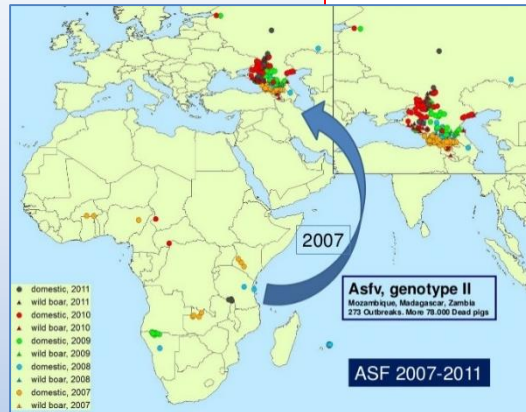 2007
Asfv, genotype II
Mozambique, Madagascar, Zambia
273 Outbreaks. More 78.000 Dead pigs
ASF 2007-2011
domestic, 2011
wild boar, 2011
domestic, 2010
wild boar, 2010
domestic, 2009
wild boar, 2009
domestic, 2008
wild boar, 2008
domestic, 2007
wild boar, 2007